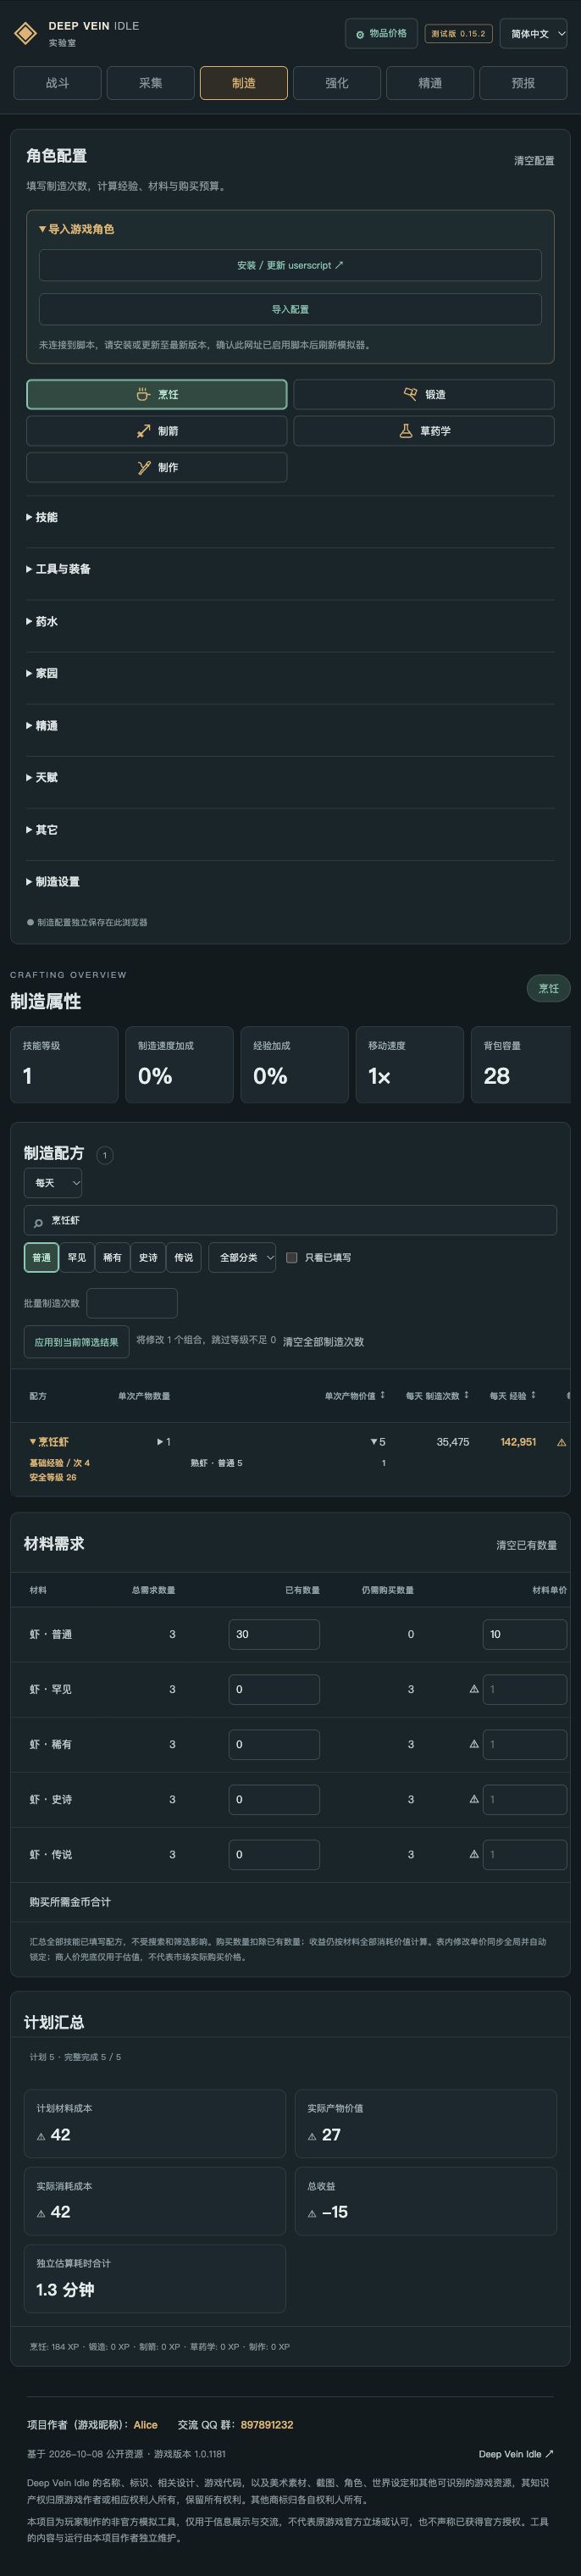 DEEP VEIN IDLE
实验室
物品价格
测试版 0.15.2
简体中文
战斗 采集 制造 强化 精通 预报
角色配置
清空配置
填写制造次数，计算经验、材料与购买预算。
▼导入游戏角色
安装 / 更新 userscript ↗
导入配置
未连接到脚本，请安装或更新至最新版本，确认此网址已启用脚本后刷新模拟器。
烹饪 锻造
制箭 草药学
制作
▶ 技能
▶ 工具与装备
▶ 药水
▶ 家园
▶ 精通
▶ 天赋
▶ 其它
▶ 制造设置
● 制造配置独立保存在此浏览器
CRAFTING OVERVIEW
制造属性
烹饪
技能等级 制造速度加成 经验加成 移动速度 背包容量
1 0% 0% 1× 28
制造配方 1
每天
烹饪虾
普通 罕见 稀有 史诗 传说 全部分类 只看已填写
批量制造次数
应用到当前筛选结果 将修改 1 个组合，跳过等级不足 0 清空全部制造次数
配方 单次产物数量 单次产物价值 ↕ 每天 制造次数 ↕ 每天 经验 ↕
▼烹饪虾 ▶ 1 ▼5 35,475 142,951 ⚠
基础经验 / 次 4 熟虾 · 普通 5 1
安全等级 26
材料需求
清空已有数量
材料 总需求数量 已有数量 仍需购买数量 材料单价
虾 · 普通 3 30 0 10
虾 · 罕见 3 0 3 ⚠ 1
虾 · 稀有 3 0 3 ⚠ 1
虾 · 史诗 3 0 3 ⚠ 1
虾 · 传说 3 0 3 ⚠ 1
购买所需金币合计
汇总全部技能已填写配方，不受搜索和筛选影响。购买数量扣除已有数量；收益仍按材料全部消耗价值计算。表内修改单价同步全局并自动
锁定；商人价兜底仅用于估值，不代表市场实际购买价格。
计划汇总
计划 5 · 完整完成 5 / 5
计划材料成本 实际产物价值
⚠ 42 ⚠ 27
实际消耗成本 总收益
⚠ 42 ⚠ −15
独立估算耗时合计
1.3 分钟
烹饪: 184 XP · 锻造: 0 XP · 制箭: 0 XP · 草药学: 0 XP · 制作: 0 XP
项目作者（游戏昵称）：Alice 交流 QQ 群：897891232
基于 2026-10-08 公开资源 · 游戏版本 1.0.1181
Deep Vein Idle ↗
Deep Vein Idle 的名称、标识、相关设计、游戏代码，以及美术素材、截图、角色、世界设定和其他可识别的游戏资源，其知识
产权归原游戏作者或相应权利人所有，保留所有权利。其他商标归各自权利人所有。
本项目为玩家制作的非官方模拟工具，仅用于信息展示与交流，不代表原游戏官方立场或认可，也不声称已获得官方授权。工具
的内容与运行由本项目作者独立维护。